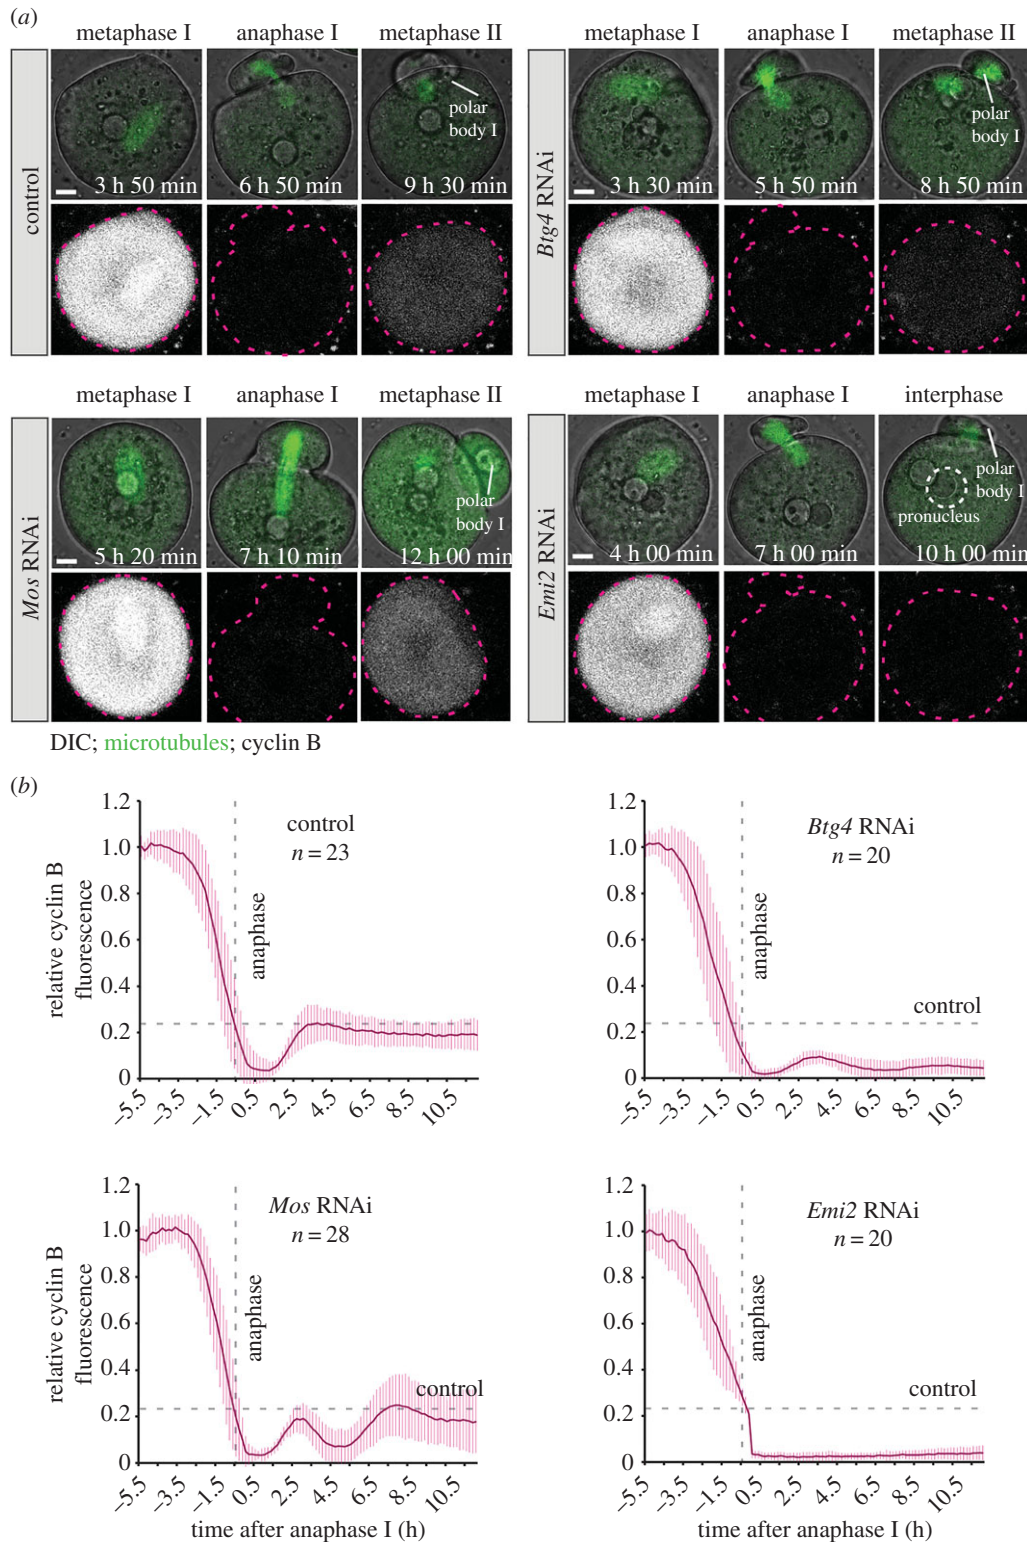 (a)
metaphase I anaphase I metaphase II
control
polar
body I
3 h 50 min 6 h 50 min 9 h 30 min
metaphase I anaphase I metaphase II
Btg4 RNAi
polar
body I
3 h 30 min 5 h 50 min 8 h 50 min
metaphase I anaphase I metaphase II
Mos RNAi
polar
body I
5 h 20 min 7 h 10 min 12 h 00 min
metaphase I anaphase I interphase
Emi2 RNAi
polar
body I
pronucleus
4 h 00 min 7 h 00 min 10 h 00 min
DIC; microtubules; cyclin B
(b)
relative cyclin B
fluorescence
1.2
1.0
0.8
0.6
0.4
0.2
0
control
n = 23
anaphase
−5.5 −3.5 −1.5 0.5 2.5 4.5 6.5 8.5 10.5
1.2
1.0
0.8
0.6
0.4
0.2
0
Btg4 RNAi
n = 20
anaphase
control
−5.5 −3.5 −1.5 0.5 2.5 4.5 6.5 8.5 10.5
relative cyclin B
fluorescence
1.2
1.0
0.8
0.6
0.4
0.2
0
Mos RNAi
n = 28
anaphase
control
−5.5 −3.5 −1.5 0.5 2.5 4.5 6.5 8.5 10.5
time after anaphase I (h)
1.2
1.0
0.8
0.6
0.4
0.2
0
Emi2 RNAi
n = 20
anaphase
control
−5.5 −3.5 −1.5 0.5 2.5 4.5 6.5 8.5 10.5
time after anaphase I (h)